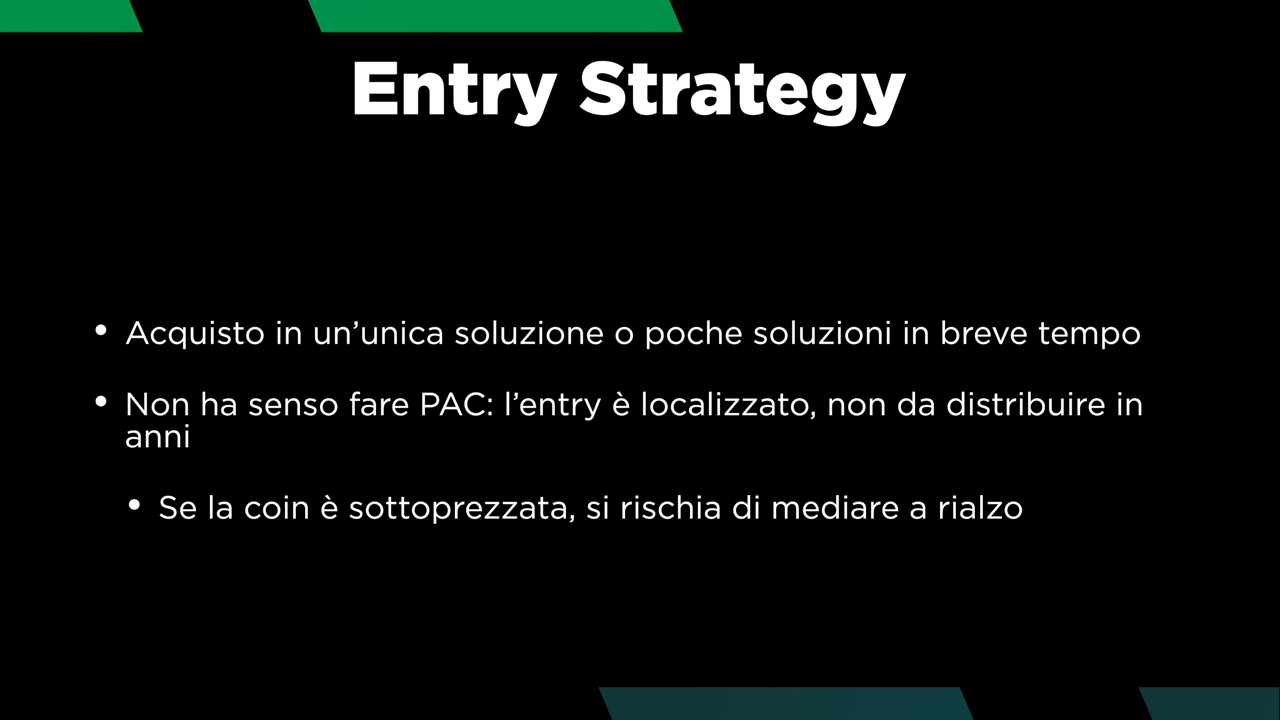 Entry Strategy
• Acquisto in un’unica soluzione o poche soluzioni in breve tempo
• Non ha senso fare PAC: l’entry è localizzato, non da distribuire in
anni
• Se la coin è sottoprezzata, si rischia di mediare a rialzo